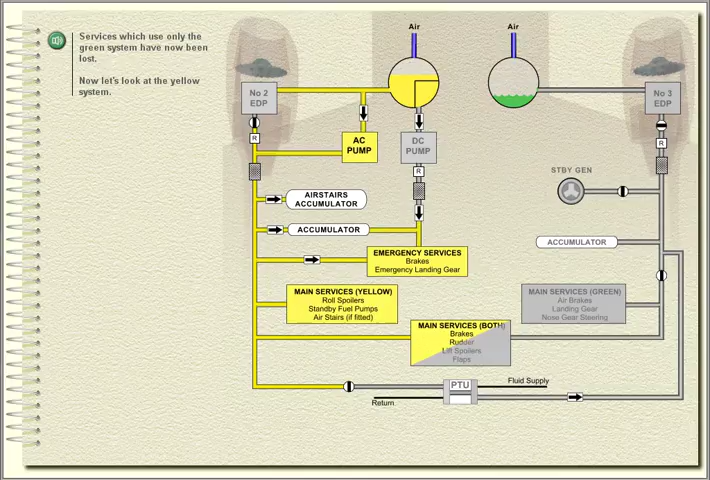 Services which use only the
green system have now been
lost.
Now let's look at the yellow
system.
Air
Air
No 2
EDP
No 3
EDP
R
AC
PUMP
DC
PUMP
R
R
STBY GEN
AIRSTAIRS
ACCUMULATOR
ACCUMULATOR
ACCUMULATOR
EMERGENCY SERVICES
Brakes
Emergency Landing Gear
MAIN SERVICES (YELLOW)
Roll Spoilers
Standby Fuel Pumps
Air Stairs (if fitted)
MAIN SERVICES (GREEN)
Air Brakes
Landing Gear
Nose Gear Steering
MAIN SERVICES (BOTH)
Brakes
Rudder
Lift Spoilers
Flaps
PTU
Fluid Supply
Return